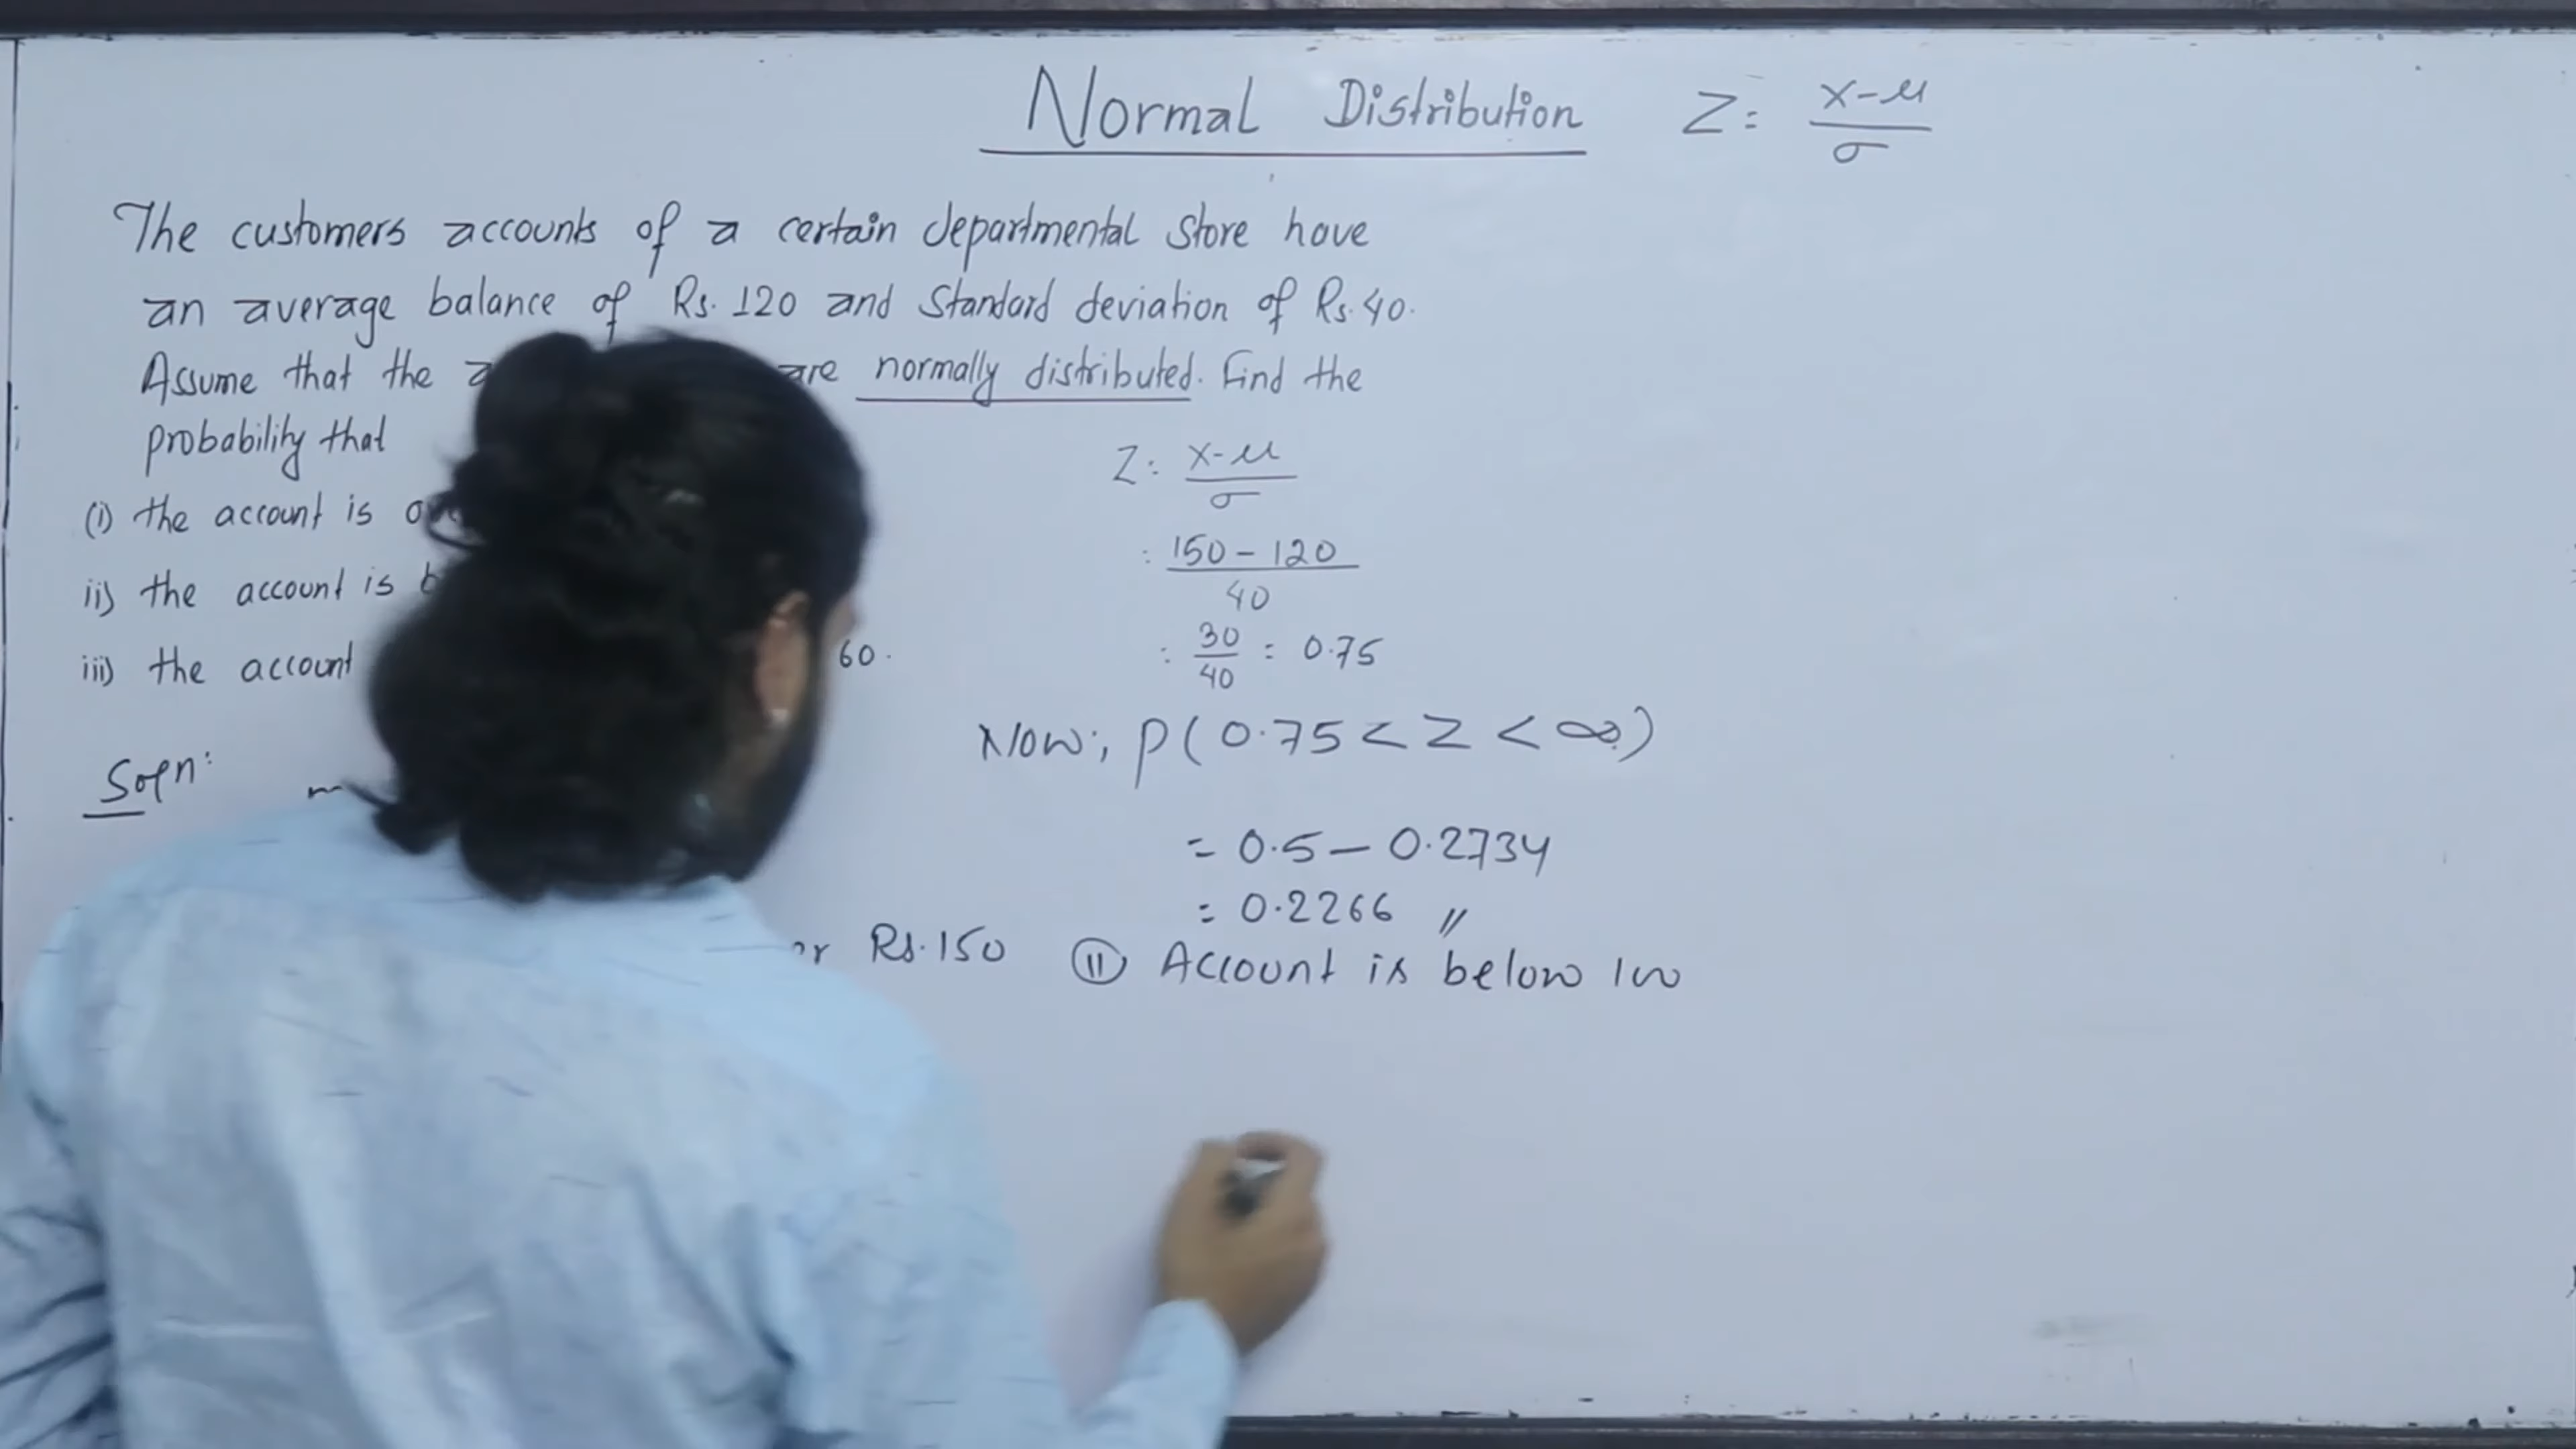 Normal Distribution Z = X-μ / σ
The customers accounts of a certain departmental store have
an average balance of Rs. 120 and standard deviation of Rs. 40.
Assume that the are normally distributed. Find the
probability that
(i) the account is
ii) the account is
iii) the account 60.
Soln:
Rs. 150
Z = X-μ / σ
= 150 - 120 / 40
= 30 / 40 = 0.75
Now, P(0.75 < Z < ∞)
= 0.5 - 0.2734
= 0.2266 //
(II) Account is below 100